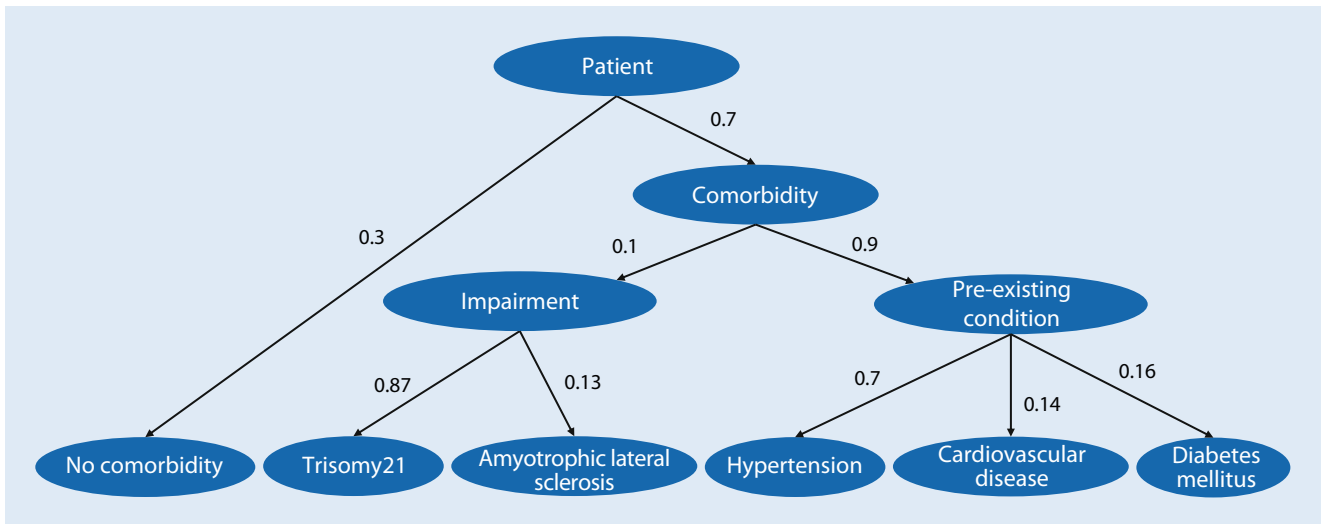 Patient
0.7
Comorbidity
0.3
0.1
0.9
Impairment
Pre-existing
condition
0.87
0.13
0.7
0.14
0.16
No comorbidity
Trisomy21
Amyotrophic lateral
sclerosis
Hypertension
Cardiovascular
disease
Diabetes
mellitus